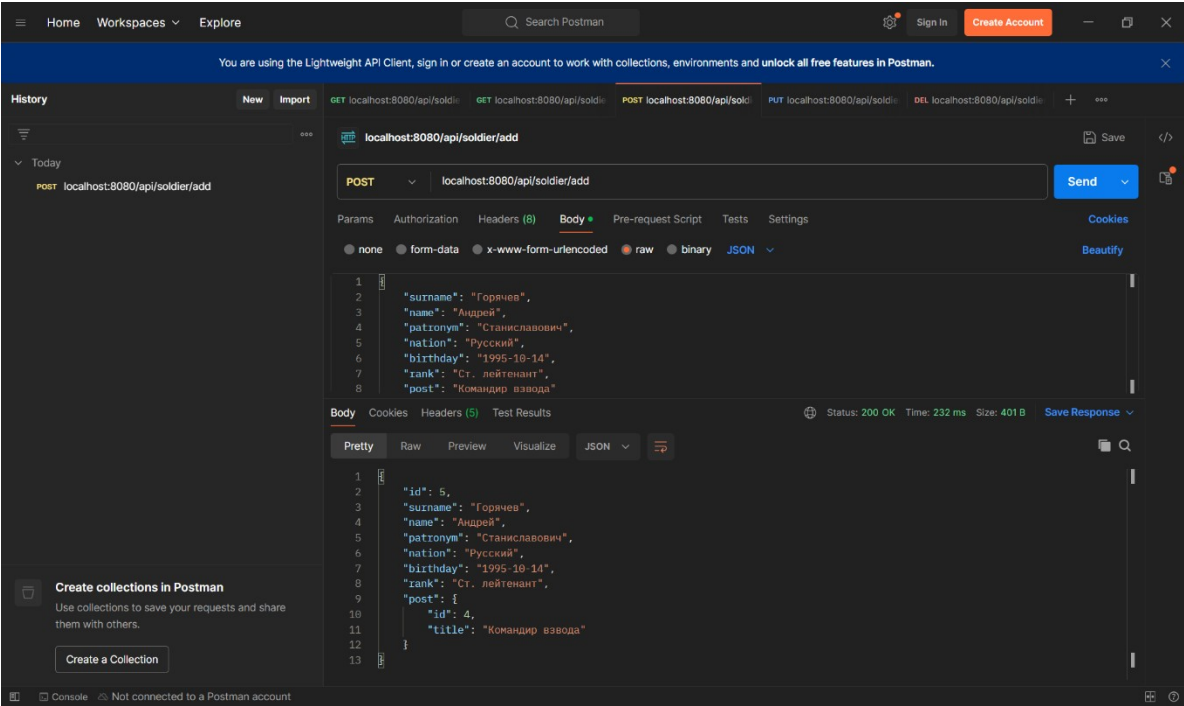 Home Workspaces Explore Search Postman Sign In Create Account
You are using the Lightweight API Client, sign in or create an account to work with collections, environments and unlock all free features in Postman.
History New Import GET localhost:8080/api/soldie GET localhost:8080/api/soldie POST localhost:8080/api/sold PUT localhost:8080/api/soldie DEL localhost:8080/api/soldie
HTTP localhost:8080/api/soldier/add Save
Today
POST localhost:8080/api/soldier/add
POST localhost:8080/api/soldier/add Send
Params Authorization Headers (8) Body Pre-request Script Tests Settings Cookies
none form-data x-www-form-urlencoded raw binary JSON Beautify
1 {
2 "surname": "Горячев",
3 "name": "Андрей",
4 "patronym": "Станиславович",
5 "nation": "Русский",
6 "birthday": "1995-10-14",
7 "rank": "Ст. лейтенант",
8 "post": "Командир взвода"
Body Cookies Headers (5) Test Results Status: 200 OK Time: 232 ms Size: 401 B Save Response
Pretty Raw Preview Visualize JSON
1 {
2 "id": 5,
3 "surname": "Горячев",
4 "name": "Андрей",
5 "patronym": "Станиславович",
6 "nation": "Русский",
7 "birthday": "1995-10-14",
8 "rank": "Ст. лейтенант",
9 "post": {
10 "id": 4,
11 "title": "Командир взвода"
12 }
13 }
Create collections in Postman
Use collections to save your requests and share
them with others.
Create a Collection
Console Not connected to a Postman account